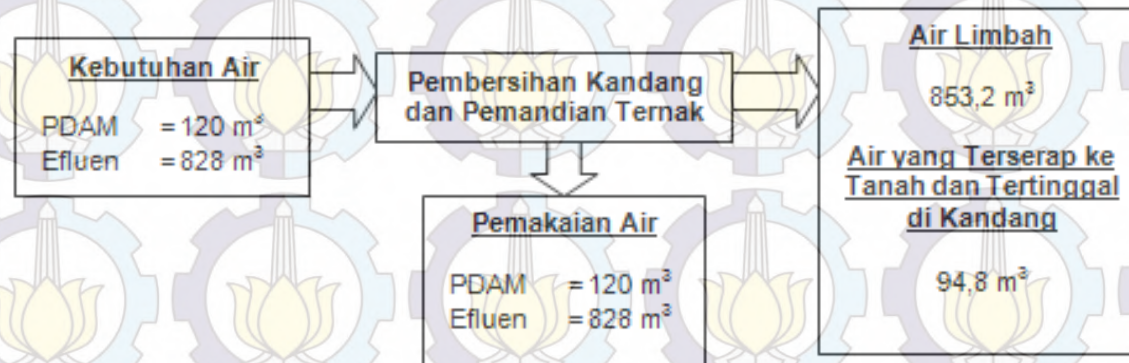 Kebutuhan Air
PDAM = 120 m³
Efluen = 828 m³
Pembersihan Kandang
dan Pemandian Ternak
Pemakaian Air
PDAM = 120 m³
Efluen = 828 m³
Air Limbah
853,2 m³
Air yang Terserap ke
Tanah dan Tertinggal
di Kandang
94,8 m³